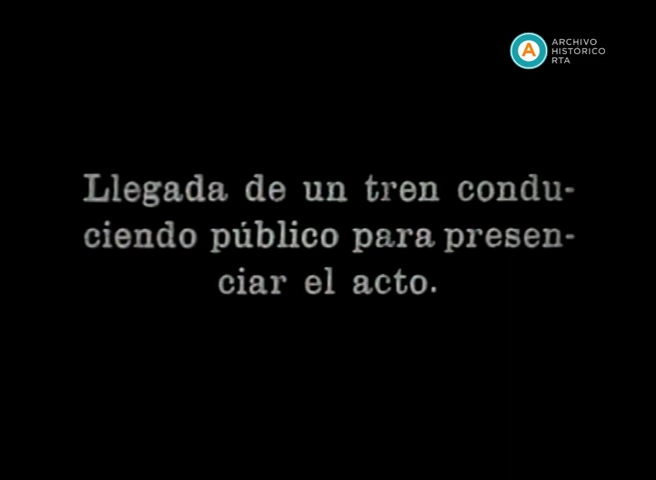 A
ARCHIVO
HISTÓRICO
RTA
Llegada de un tren condu-
ciendo público para presen-
ciar el acto.